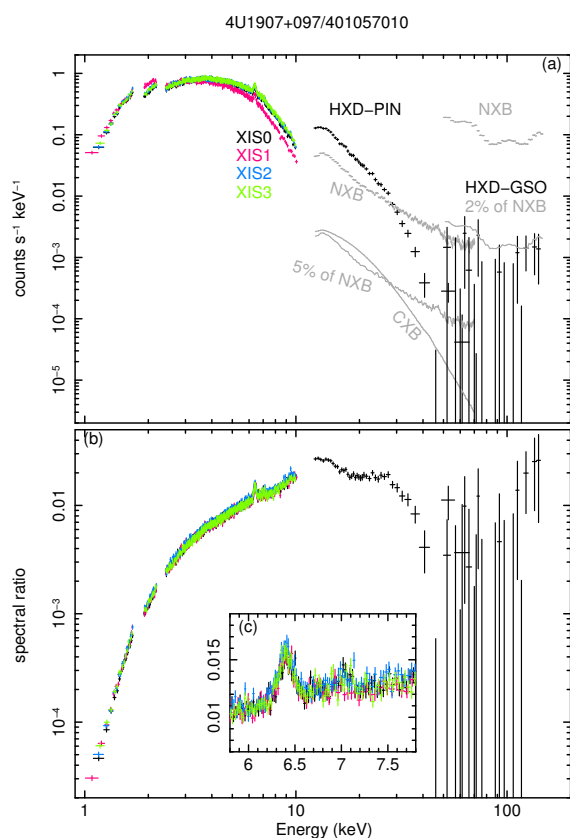 4U1907+097/401057010
(a)
1
0.1
0.01
10⁻³
10⁻⁴
10⁻⁵
counts s⁻¹ keV⁻¹
HXD−PIN
NXB
XIS0
XIS1
XIS2
XIS3
NXB
HXD−GSO
2% of NXB
5% of NXB
CXB
(b)
0.01
10⁻³
10⁻⁴
spectral ratio
(c)
0.015
0.01
6
6.5
7
7.5
1
10
100
Energy (keV)